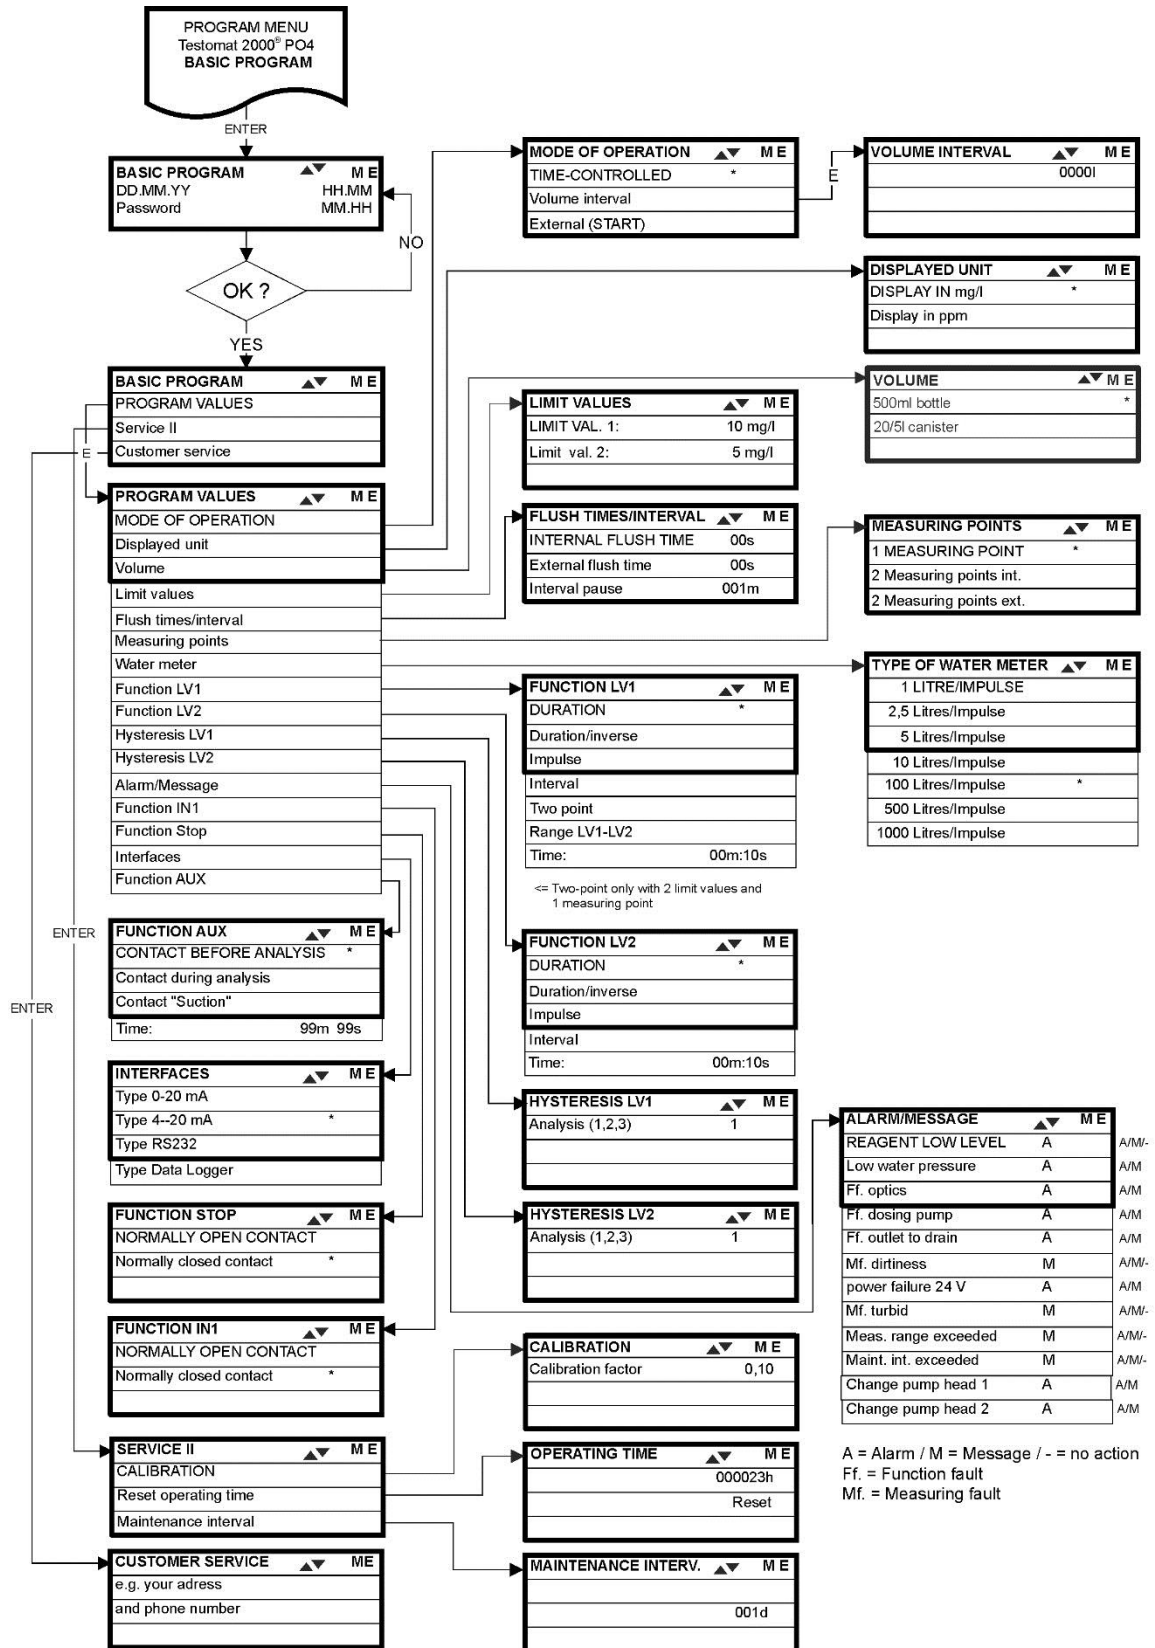 PROGRAM MENU
Testomat 2000® PO4
BASIC PROGRAM
ENTER
BASIC PROGRAM M E
DD.MM.YY HH.MM
Password MM.HH
NO
OK ?
YES
BASIC PROGRAM M E
PROGRAM VALUES
Service II
Customer service
E
PROGRAM VALUES M E
MODE OF OPERATION
Displayed unit
Volume
Limit values
Flush times/interval
Measuring points
Water meter
Function LV1
Function LV2
Hysteresis LV1
Hysteresis LV2
Alarm/Message
Function IN1
Function Stop
Interfaces
Function AUX
ENTER
ENTER
FUNCTION AUX M E
CONTACT BEFORE ANALYSIS *
Contact during analysis
Contact "Suction"
Time: 99m 99s
INTERFACES M E
Type 0-20 mA
Type 4--20 mA *
Type RS232
Type Data Logger
FUNCTION STOP M E
NORMALLY OPEN CONTACT
Normally closed contact *
FUNCTION IN1 M E
NORMALLY OPEN CONTACT
Normally closed contact *
SERVICE II M E
CALIBRATION
Reset operating time
Maintenance interval
CUSTOMER SERVICE ME
e.g. your adress
and phone number
MODE OF OPERATION M E
TIME-CONTROLLED *
Volume interval
External (START)
E
VOLUME INTERVAL M E
0000l
DISPLAYED UNIT M E
DISPLAY IN mg/l *
Display in ppm
VOLUME M E
500ml bottle *
20/5l canister
LIMIT VALUES M E
LIMIT VAL. 1: 10 mg/l
Limit val. 2: 5 mg/l
FLUSH TIMES/INTERVAL M E
INTERNAL FLUSH TIME 00s
External flush time 00s
Interval pause 001m
MEASURING POINTS M E
1 MEASURING POINT *
2 Measuring points int.
2 Measuring points ext.
TYPE OF WATER METER M E
1 LITRE/IMPULSE
2,5 Litres/Impulse
5 Litres/Impulse
10 Litres/Impulse
100 Litres/Impulse *
500 Litres/Impulse
1000 Litres/Impulse
FUNCTION LV1 M E
DURATION *
Duration/inverse
Impulse
Interval
Two point
Range LV1-LV2
Time: 00m:10s
<= Two-point only with 2 limit values and
1 measuring point
FUNCTION LV2 M E
DURATION *
Duration/inverse
Impulse
Interval
Time: 00m:10s
HYSTERESIS LV1 M E
Analysis (1,2,3) 1
HYSTERESIS LV2 M E
Analysis (1,2,3) 1
ALARM/MESSAGE M E
REAGENT LOW LEVEL A A/M/-
Low water pressure A A/M
Ff. optics A A/M
Ff. dosing pump A A/M
Ff. outlet to drain A A/M
Mf. dirtiness M A/M/-
power failure 24 V A A/M
Mf. turbid M A/M/-
Meas. range exceeded M A/M/-
Maint. int. exceeded M A/M/-
Change pump head 1 A A/M
Change pump head 2 A A/M
A = Alarm / M = Message / - = no action
Ff. = Function fault
Mf. = Measuring fault
CALIBRATION M E
Calibration factor 0,10
OPERATING TIME M E
000023h
Reset
MAINTENANCE INTERV. M E
001d